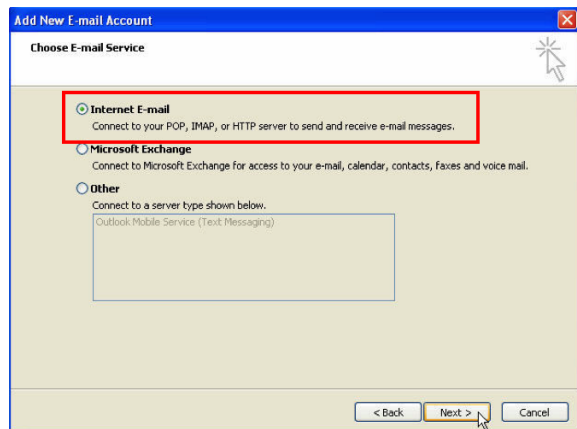 Add New E-mail Account
Choose E-mail Service
Internet E-mail
Connect to your POP, IMAP, or HTTP server to send and receive e-mail messages.
Microsoft Exchange
Connect to Microsoft Exchange for access to your e-mail, calendar, contacts, faxes and voice mail.
Other
Connect to a server type shown below.
Outlook Mobile Service (Text Messaging)
< Back Next > Cancel